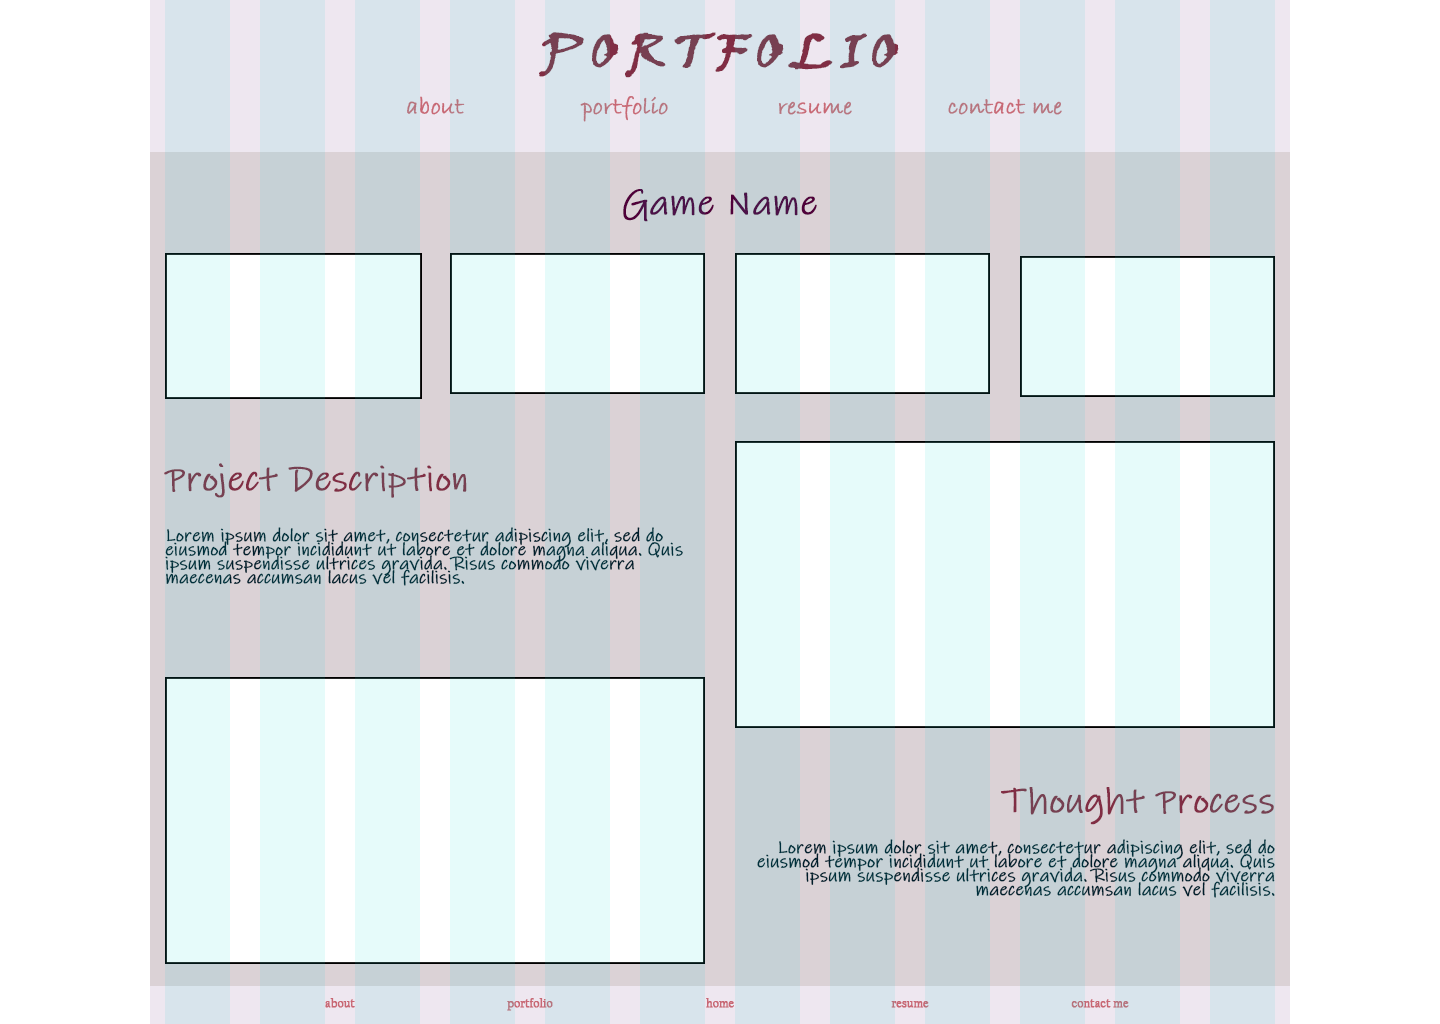 PORTFOLIO
about portfolio resume contact me
Game Name
Project Description
Lorem ipsum dolor sit amet, consectetur adipiscing elit, sed do
eiusmod tempor incididunt ut labore et dolore magna aliqua. Quis
ipsum suspendisse ultrices gravida. Risus commodo viverra
maecenas accumsan lacus vel facilisis.
Thought Process
Lorem ipsum dolor sit amet, consectetur adipiscing elit, sed do
eiusmod tempor incididunt ut labore et dolore magna aliqua. Quis
ipsum suspendisse ultrices gravida. Risus commodo viverra
maecenas accumsan lacus vel facilisis.
about portfolio home resume contact me